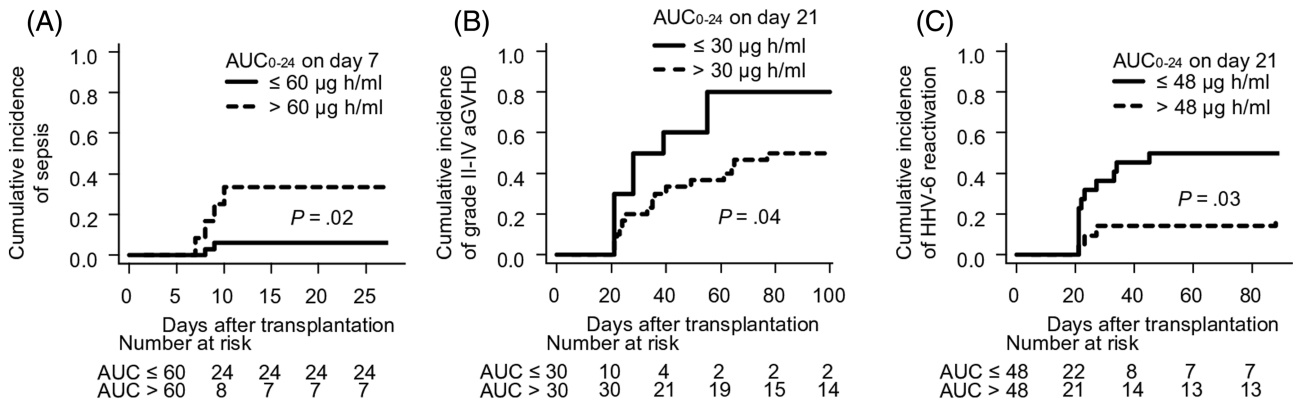 (A)
AUC0-24 on day 7
≤ 60 µg h/ml
> 60 µg h/ml
Cumulative incidence
of sepsis
1.0
0.8
0.6
0.4
0.2
0.0
P = .02
0 5 10 15 20 25
Days after transplantation
Number at risk
AUC ≤ 60 24 24 24 24
AUC > 60 8 7 7 7
(B)
AUC0-24 on day 21
≤ 30 µg h/ml
> 30 µg h/ml
Cumulative incidence
of grade II-IV aGVHD
1.0
0.8
0.6
0.4
0.2
0.0
P = .04
0 20 40 60 80 100
Days after transplantation
Number at risk
AUC ≤ 30 10 4 2 2 2
AUC > 30 30 21 19 15 14
(C)
AUC0-24 on day 21
≤ 48 µg h/ml
> 48 µg h/ml
Cumulative incidence
of HHV-6 reactivation
1.0
0.8
0.6
0.4
0.2
0.0
P = .03
0 20 40 60 80
Days after transplantation
Number at risk
AUC ≤ 48 22 8 7 7
AUC > 48 21 14 13 13